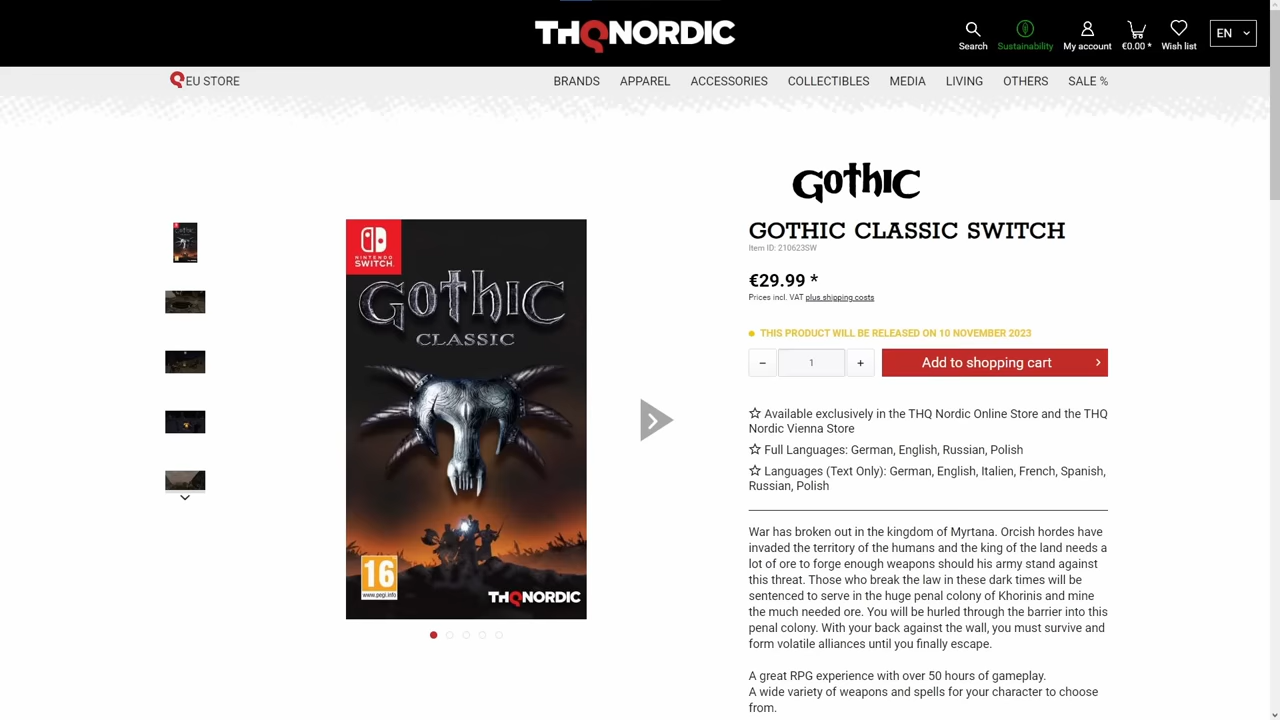 THQNORDIC
Search
Sustainability
My account
€0.00 *
Wish list
EN
EU STORE
BRANDS
APPAREL
ACCESSORIES
COLLECTIBLES
MEDIA
LIVING
OTHERS
SALE %
GothiC
GOTHIC CLASSIC SWITCH
Item ID: 210623SW
€29.99 *
Prices incl. VAT plus shipping costs
THIS PRODUCT WILL BE RELEASED ON 10 NOVEMBER 2023
− 1 +
Add to shopping cart
Available exclusively in the THQ Nordic Online Store and the THQ
Nordic Vienna Store
Full Languages: German, English, Russian, Polish
Languages (Text Only): German, English, Italien, French, Spanish,
Russian, Polish
War has broken out in the kingdom of Myrtana. Orcish hordes have
invaded the territory of the humans and the king of the land needs a
lot of ore to forge enough weapons should his army stand against
this threat. Those who break the law in these dark times will be
sentenced to serve in the huge penal colony of Khorinis and mine
the much needed ore. You will be hurled through the barrier into this
penal colony. With your back against the wall, you must survive and
form volatile alliances until you finally escape.
A great RPG experience with over 50 hours of gameplay.
A wide variety of weapons and spells for your character to choose
from.
NINTENDO
SWITCH
GothiC
CLASSIC
16
www.pegi.info
THQNORDIC